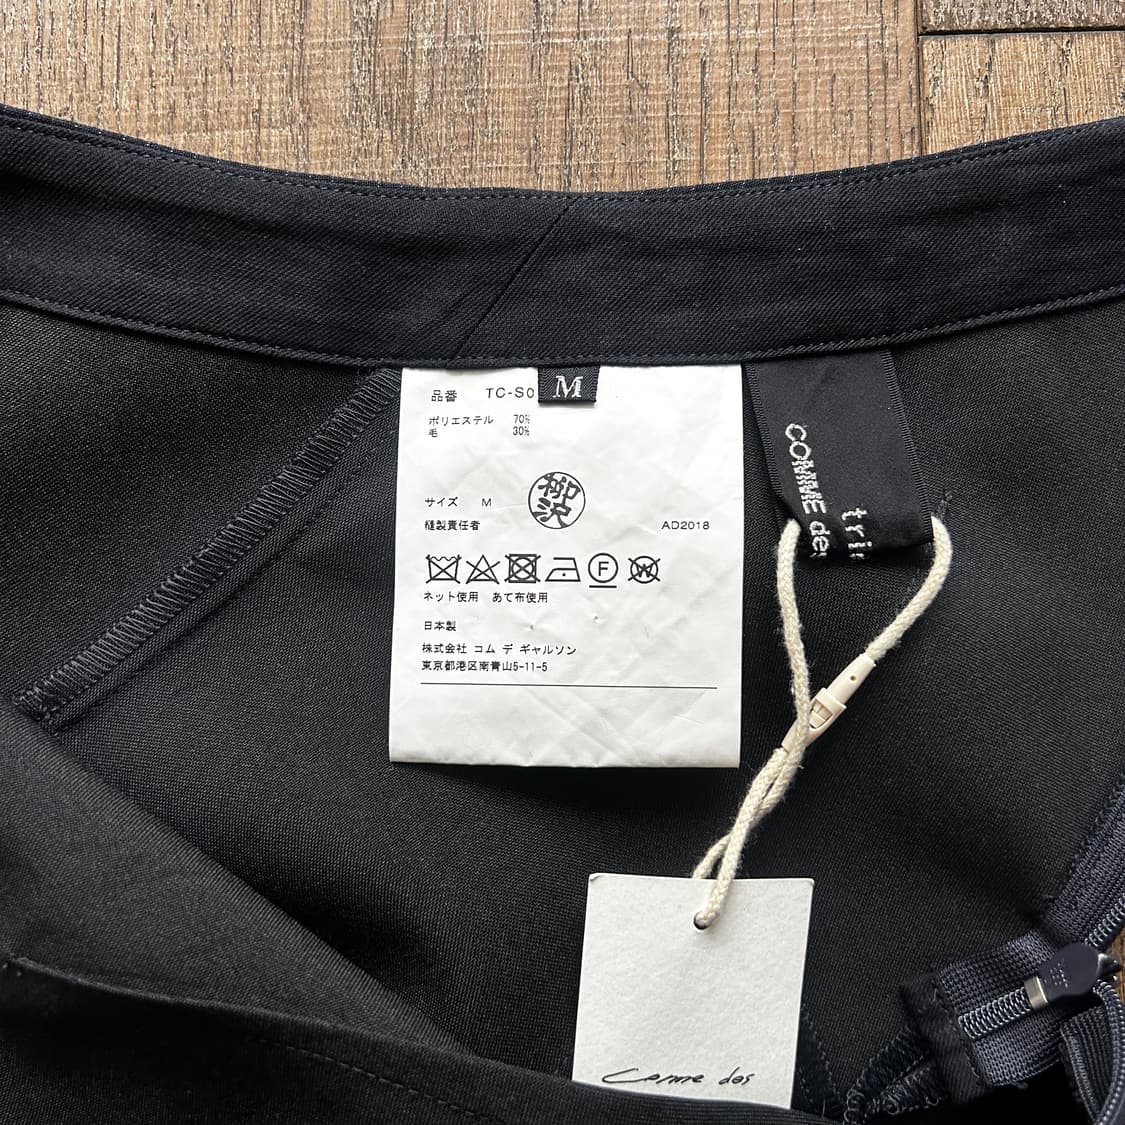 品番 TC-S0
M
ポリエステル 70%
毛 30%
柳沢
サイズ M
縫製責任者 AD2018
F
W
ネット使用 あて布使用
日本製
株式会社 コム デ ギャルソン
東京都港区南青山5-11-5
COMME des
tri
Comme des